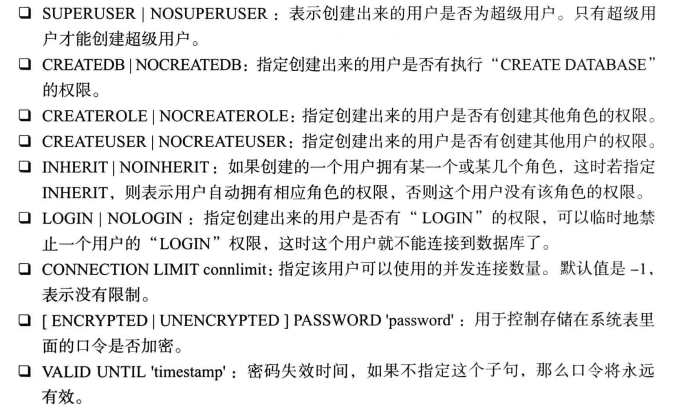 ❑ SUPERUSER | NOSUPERUSER : 表示创建出来的用户是否为超级用户。只有超级用
户才能创建超级用户。
❑ CREATEDB | NOCREATEDB: 指定创建出来的用户是否有执行“CREATE DATABASE”
的权限。
❑ CREATEROLE | NOCREATEROLE: 指定创建出来的用户是否有创建其他角色的权限。
❑ CREATEUSER | NOCREATEUSER: 指定创建出来的用户是否有创建其他用户的权限。
❑ INHERIT | NOINHERIT : 如果创建的一个用户拥有某一个或某几个角色，这时若指定
INHERIT，则表示用户自动拥有相应角色的权限，否则这个用户没有该角色的权限。
❑ LOGIN | NOLOGIN : 指定创建出来的用户是否有“ LOGIN”的权限，可以临时地禁
止一个用户的“LOGIN”权限，这时这个用户就不能连接到数据库了。
❑ CONNECTION LIMIT connlimit: 指定该用户可以使用的并发连接数量。默认值是 –1，
表示没有限制。
❑ [ ENCRYPTED | UNENCRYPTED ] PASSWORD 'password' : 用于控制存储在系统表里
面的口令是否加密。
❑ VALID UNTIL 'timestamp' : 密码失效时间，如果不指定这个子句，那么口令将永远
有效。